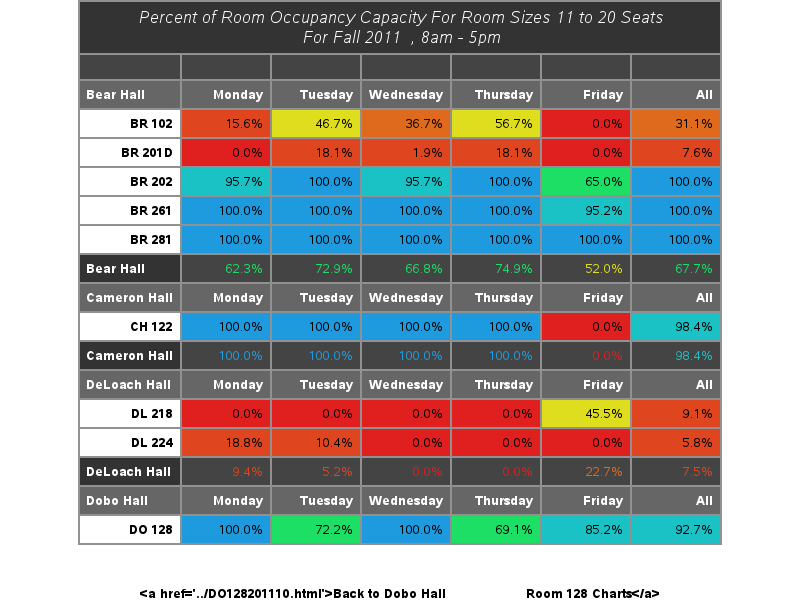 Percent of Room Occupancy Capacity For Room Sizes 11 to 20 Seats
For Fall 2011 , 8am - 5pm
Bear Hall Monday Tuesday Wednesday Thursday Friday All
BR 102 15.6% 46.7% 36.7% 56.7% 0.0% 31.1%
BR 201D 0.0% 18.1% 1.9% 18.1% 0.0% 7.6%
BR 202 95.7% 100.0% 95.7% 100.0% 65.0% 100.0%
BR 261 100.0% 100.0% 100.0% 100.0% 95.2% 100.0%
BR 281 100.0% 100.0% 100.0% 100.0% 100.0% 100.0%
Bear Hall 62.3% 72.9% 66.8% 74.9% 52.0% 67.7%
Cameron Hall Monday Tuesday Wednesday Thursday Friday All
CH 122 100.0% 100.0% 100.0% 100.0% 0.0% 98.4%
Cameron Hall 100.0% 100.0% 100.0% 100.0% 0.0% 98.4%
DeLoach Hall Monday Tuesday Wednesday Thursday Friday All
DL 218 0.0% 0.0% 0.0% 0.0% 45.5% 9.1%
DL 224 18.8% 10.4% 0.0% 0.0% 0.0% 5.8%
DeLoach Hall 9.4% 5.2% 0.0% 0.0% 22.7% 7.5%
Dobo Hall Monday Tuesday Wednesday Thursday Friday All
DO 128 100.0% 72.2% 100.0% 69.1% 85.2% 92.7%
<a href='../DO128201110.html'>Back to Dobo Hall Room 128 Charts</a>